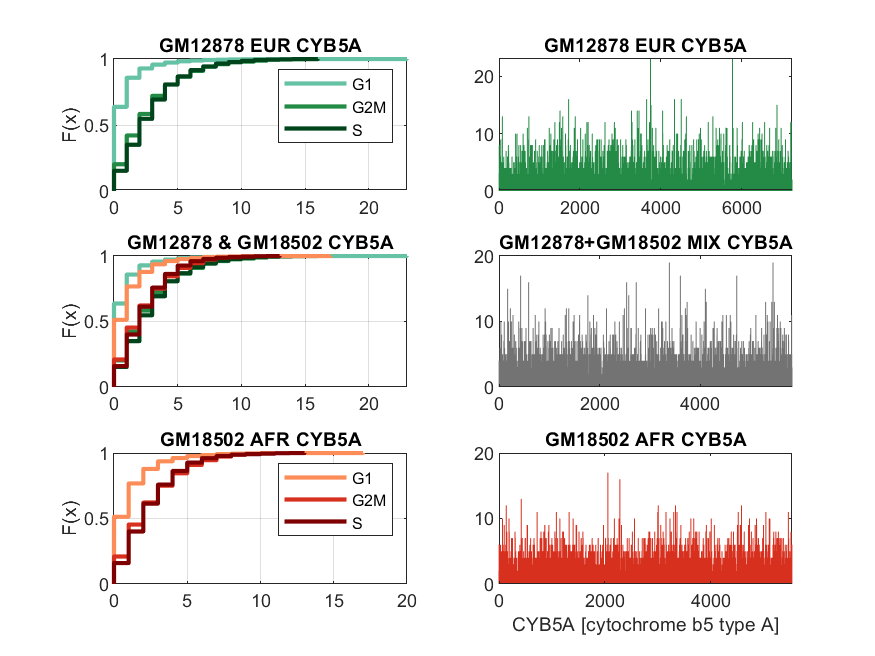 GM12878 EUR CYB5A
F(x)
1
0.5
0
0 5 10 15 20
G1
G2M
S
GM12878 EUR CYB5A
20
10
0
0 2000 4000 6000
GM12878 & GM18502 CYB5A
F(x)
1
0.5
0
0 5 10 15 20
GM12878+GM18502 MIX CYB5A
20
10
0
0 2000 4000
GM18502 AFR CYB5A
F(x)
1
0.5
0
0 5 10 15 20
G1
G2M
S
GM18502 AFR CYB5A
20
10
0
0 2000 4000
CYB5A [cytochrome b5 type A]